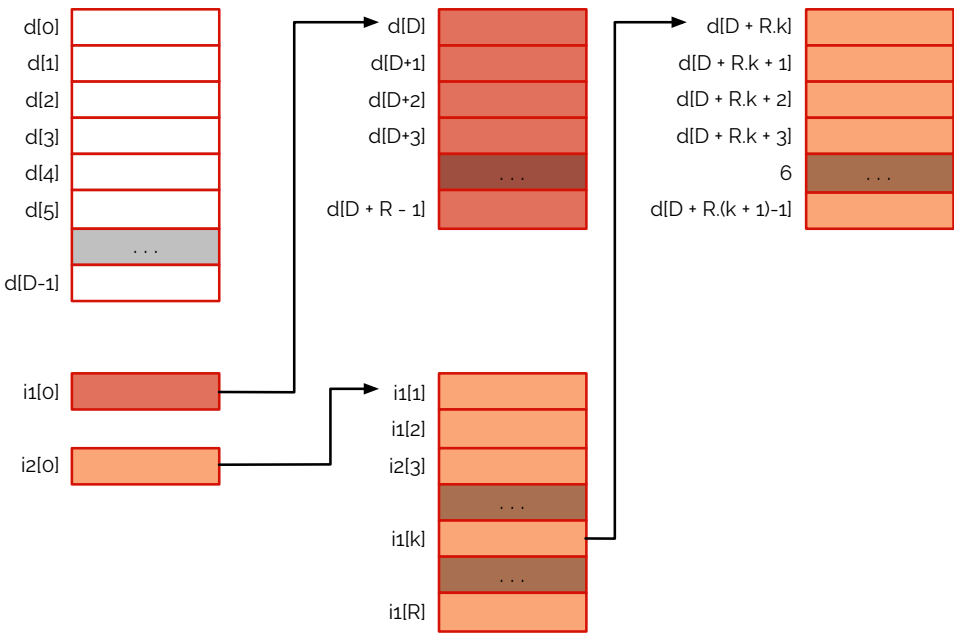 d[0]
d[1]
d[2]
d[3]
d[4]
d[5]
...
d[D-1]
d[D]
d[D+1]
d[D+2]
d[D+3]
...
d[D + R - 1]
d[D + R.k]
d[D + R.k + 1]
d[D + R.k + 2]
d[D + R.k + 3]
6
...
d[D + R.(k + 1)-1]
i1[0]
i2[0]
i1[1]
i1[2]
i2[3]
...
i1[k]
...
i1[R]